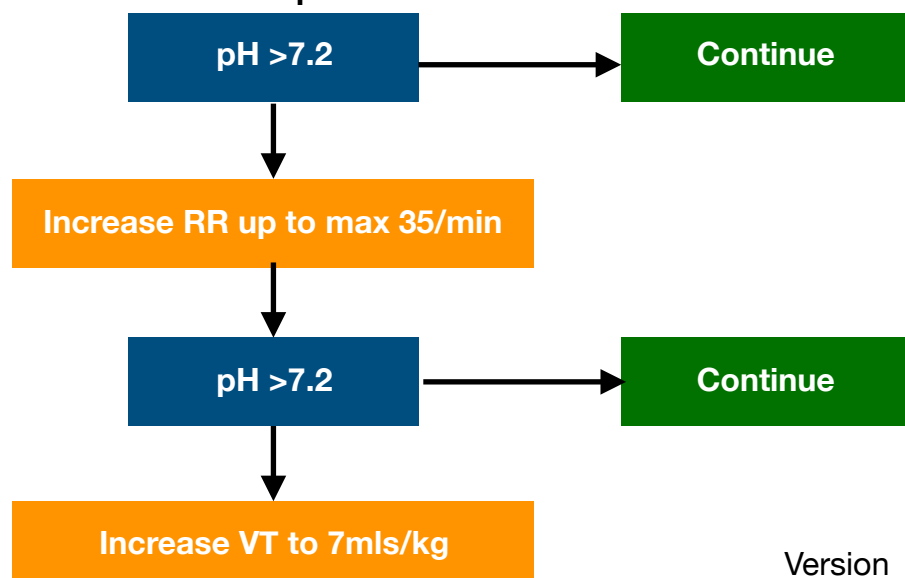 pH >7.2
Continue
Increase RR up to max 35/min
pH >7.2
Continue
Increase VT to 7mls/kg
Version